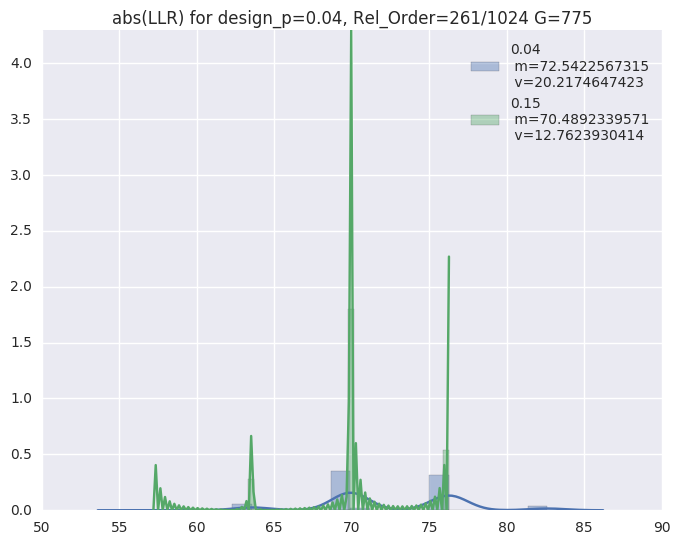 abs(LLR) for design_p=0.04, Rel_Order=261/1024 G=775
0.04
m=72.5422567315
v=20.2174647423
0.15
m=70.4892339571
v=12.7623930414
4.0
3.5
3.0
2.5
2.0
1.5
1.0
0.5
0.0
50 55 60 65 70 75 80 85 90